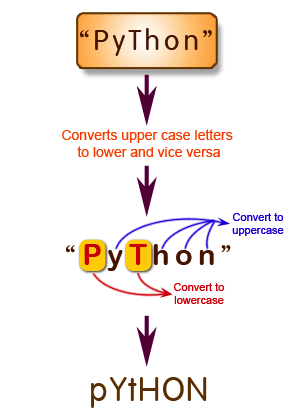 “PyThon”
Converts upper case letters
to lower and vice versa
Convert to
uppercase
“PyThon”
Convert to
lowercase
pYtHON